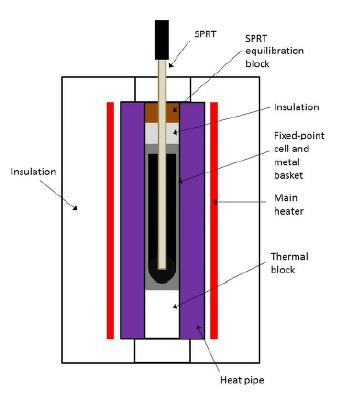 SPRT
SPRT
equilibration
block
Insulation
Fixed-point
cell and
metal
basket
Insulation
Main
heater
Thermal
block
Heat pipe